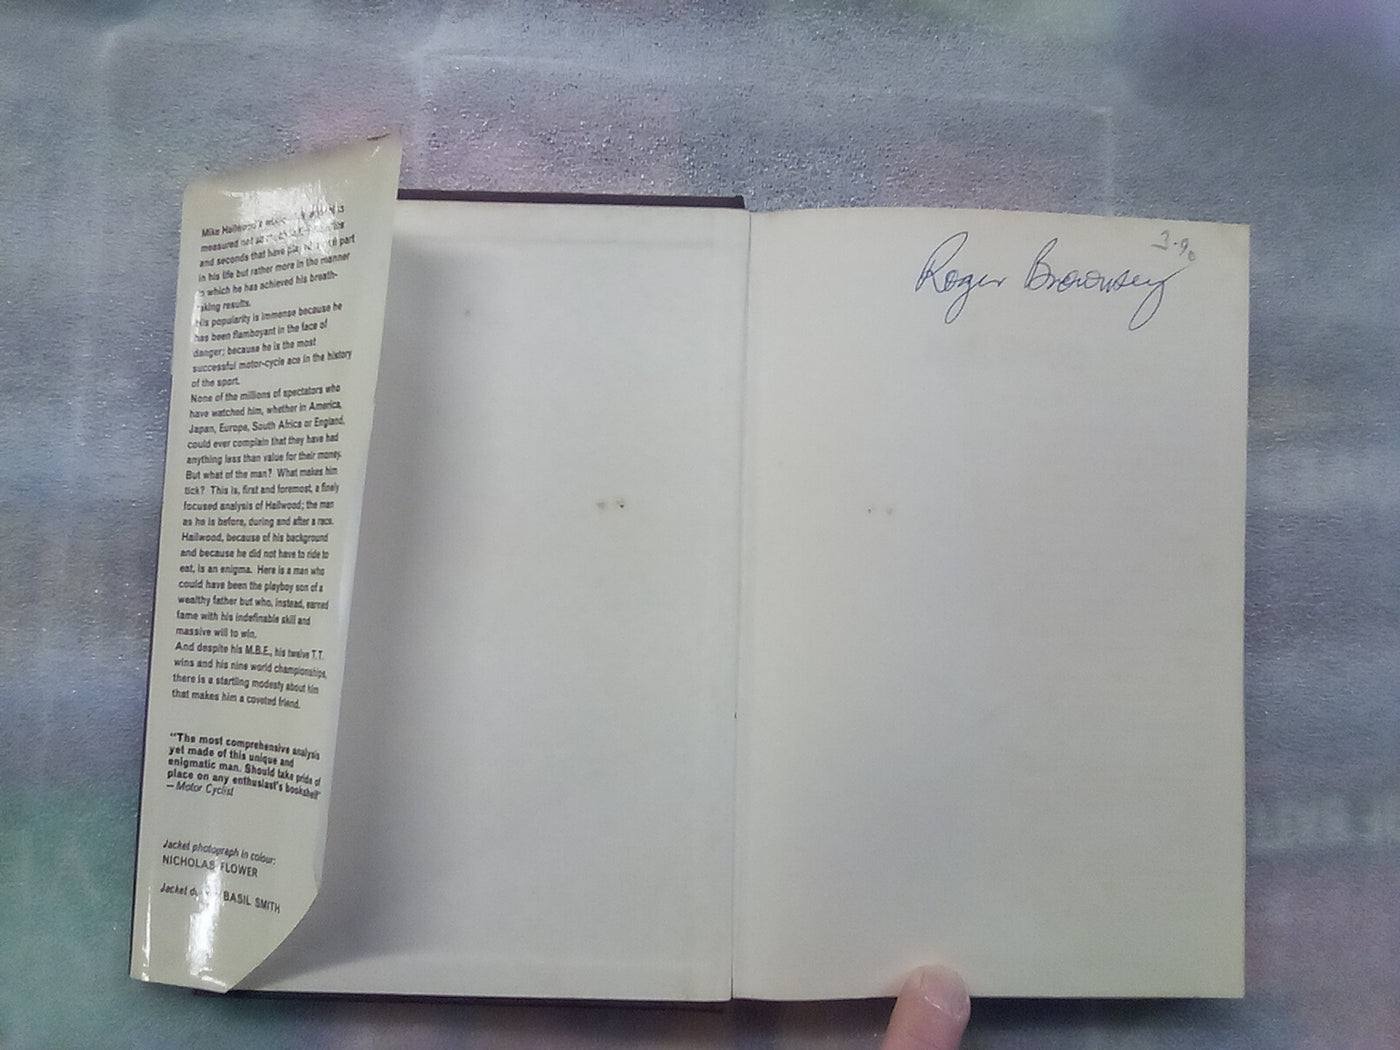 Mike Hailwood's is
measured not
and seconds that have played part
in his life but rather more in the manner
in which he has achieved his breath-
taking results.
His popularity is immense because he
has been flamboyant in the face of
danger; because he is the most
successful motor-cycle ace in the history
of the sport.
None of the millions of spectators who
have watched him, whether in America,
Japan, Europe, South Africa or England,
could ever complain that they have had
anything less than value for their money.
But what of the man? What makes him
tick? This is, first and foremost, a finely
focused analysis of Hailwood; the man
as he is before, during and after a race.
Hailwood, because of his background
and because he did not have to ride to
eat, is an enigma. Here is a man who
could have been the playboy son of a
wealthy father but who, instead, earned
fame with his indefinable skill and
massive will to win.
And despite his M.B.E., his twelve T.T.
wins and his nine world championships,
there is a startling modesty about him
that makes him a coveted friend.
"The most comprehensive analysis
yet made of this unique and
enigmatic man. Should take pride of
place on any enthusiast's bookshelf"
— Motor Cyclist
Jacket photograph in colour:
NICHOLAS FLOWER
Jacket BASIL SMITH
3.90
Roger